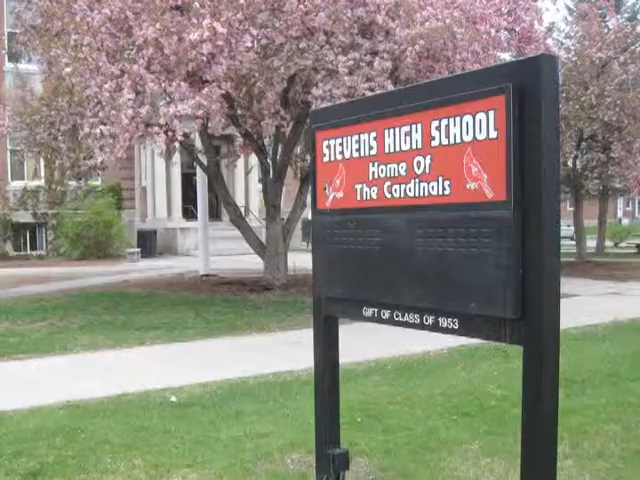 STEVENS HIGH SCHOOL
Home Of
The Cardinals
GIFT OF CLASS OF 1953